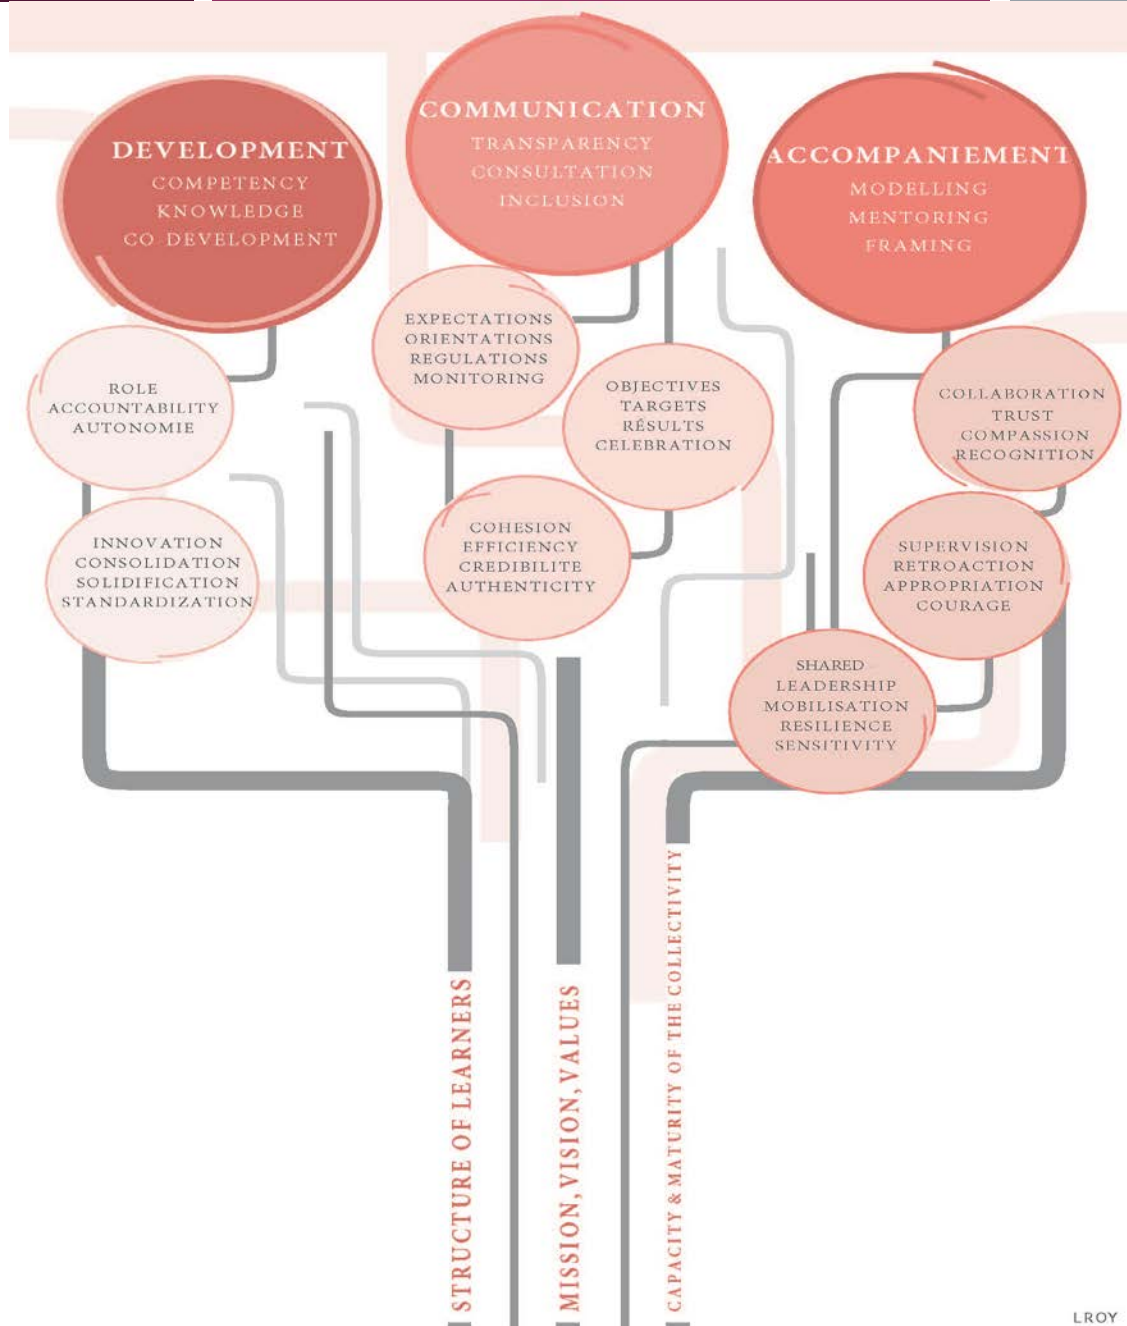 DEVELOPMENT
COMPETENCY
KNOWLEDGE
CO DEVELOPMENT
COMMUNICATION
TRANSPARENCY
CONSULTATION
INCLUSION
ACCOMPANIEMENT
MODELLING
MENTORING
FRAMING
ROLE
ACCOUNTABILITY
AUTONOMIE
INNOVATION
CONSOLIDATION
SOLIDIFICATION
STANDARDIZATION
EXPECTATIONS
ORIENTATIONS
REGULATIONS
MONITORING
OBJECTIVES
TARGETS
RÉSULTS
CELEBRATION
COHESION
EFFICIENCY
CREDIBILITE
AUTHENTICITY
COLLABORATION
TRUST
COMPASSION
RECOGNITION
SUPERVISION
RETROACTION
APPROPRIATION
COURAGE
SHARED
LEADERSHIP
MOBILISATION
RESILIENCE
SENSITIVITY
STRUCTURE OF LEARNERS
MISSION, VISION, VALUES
CAPACITY & MATURITY OF THE COLLECTIVITY
LROY